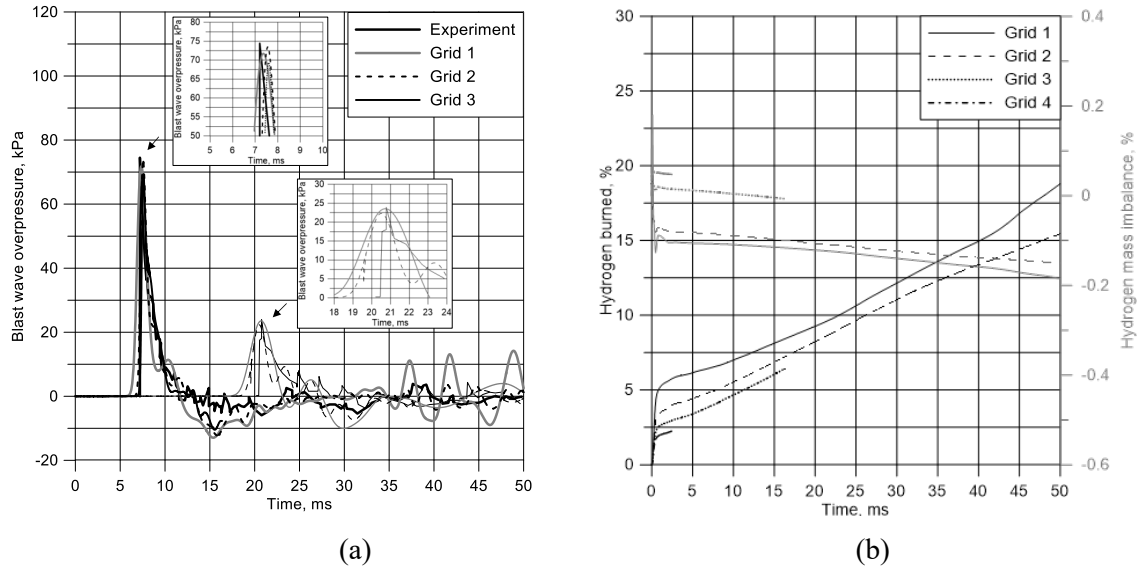 120
100
80
60
40
20
0
-20
Blast wave overpressure, kPa
0 5 10 15 20 25 30 35 40 45 50
Time, ms
Experiment
Grid 1
Grid 2
Grid 3
80
75
70
65
60
55
50
Blast wave overpressure, kPa
5 6 7 8 9 10
Time, ms
30
28
25
23
20
18
15
13
10
8
5
3
0
Blast wave overpressure, kPa
18 19 20 21 22 23 24
Time, ms
(a)
30
25
20
15
10
5
0
Hydrogen burned, %
0 5 10 15 20 25 30 35 40 45 50
Time, ms
Grid 1
Grid 2
Grid 3
Grid 4
0.4
0.2
0
-0.2
-0.4
-0.6
Hydrogen mass imbalance, %
(b)